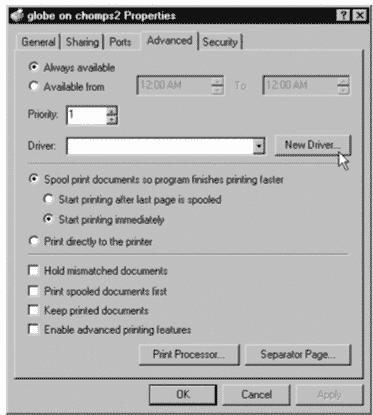 globe on chomps2 Properties
General Sharing Ports Advanced Security
Always available
Available from 12:00 AM To 12:00 AM
Priority: 1
Driver: New Driver...
Spool print documents so program finishes printing faster
Start printing after last page is spooled
Start printing immediately
Print directly to the printer
Hold mismatched documents
Print spooled documents first
Keep printed documents
Enable advanced printing features
Print Processor... Separator Page...
OK Cancel Apply